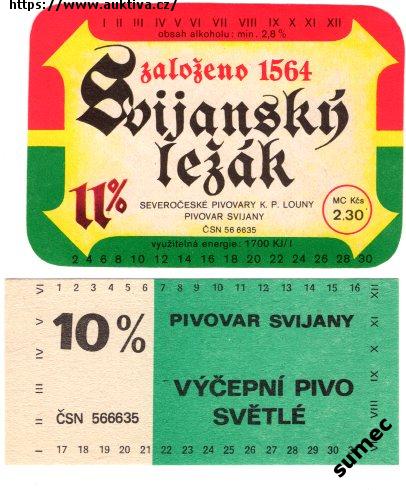 https://www.auktiva.cz/
I II III IV V VI VII VIII IX X XI XII
obsah alkoholu: min. 2,8 %
založeno 1564
Svijanský
ležák
11%
SEVEROČESKÉ PIVOVARY K. P. LOUNY
PIVOVAR SVIJANY
ČSN 56 6635
MC Kčs
2.30
využitelná energie: 1700 KJ/l
2 4 6 8 10 12 14 16 18 20 22 24 26 28 30
1 2 3 4 5 6 7 8 9 10 11 12 13 14 15 16
I II III IV V VI
10 %
ČSN 566635
PIVOVAR SVIJANY
VÝČEPNÍ PIVO
SVĚTLÉ
17 18 19 20 21 22 23 24 25 26 27 28 29 30
sumec